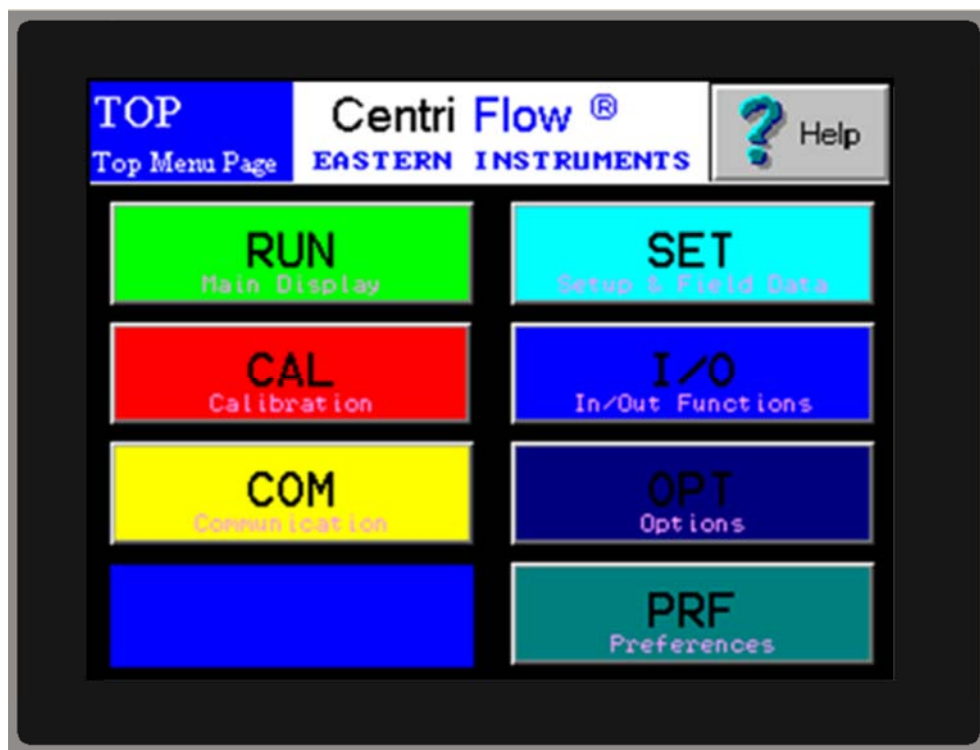 TOP
Top Menu Page
Centri Flow ®
EASTERN INSTRUMENTS
Help
RUN
Main Display
SET
Setup & Field Data
CAL
Calibration
I/O
In/Out Functions
COM
Communication
OPT
Options
PRF
Preferences